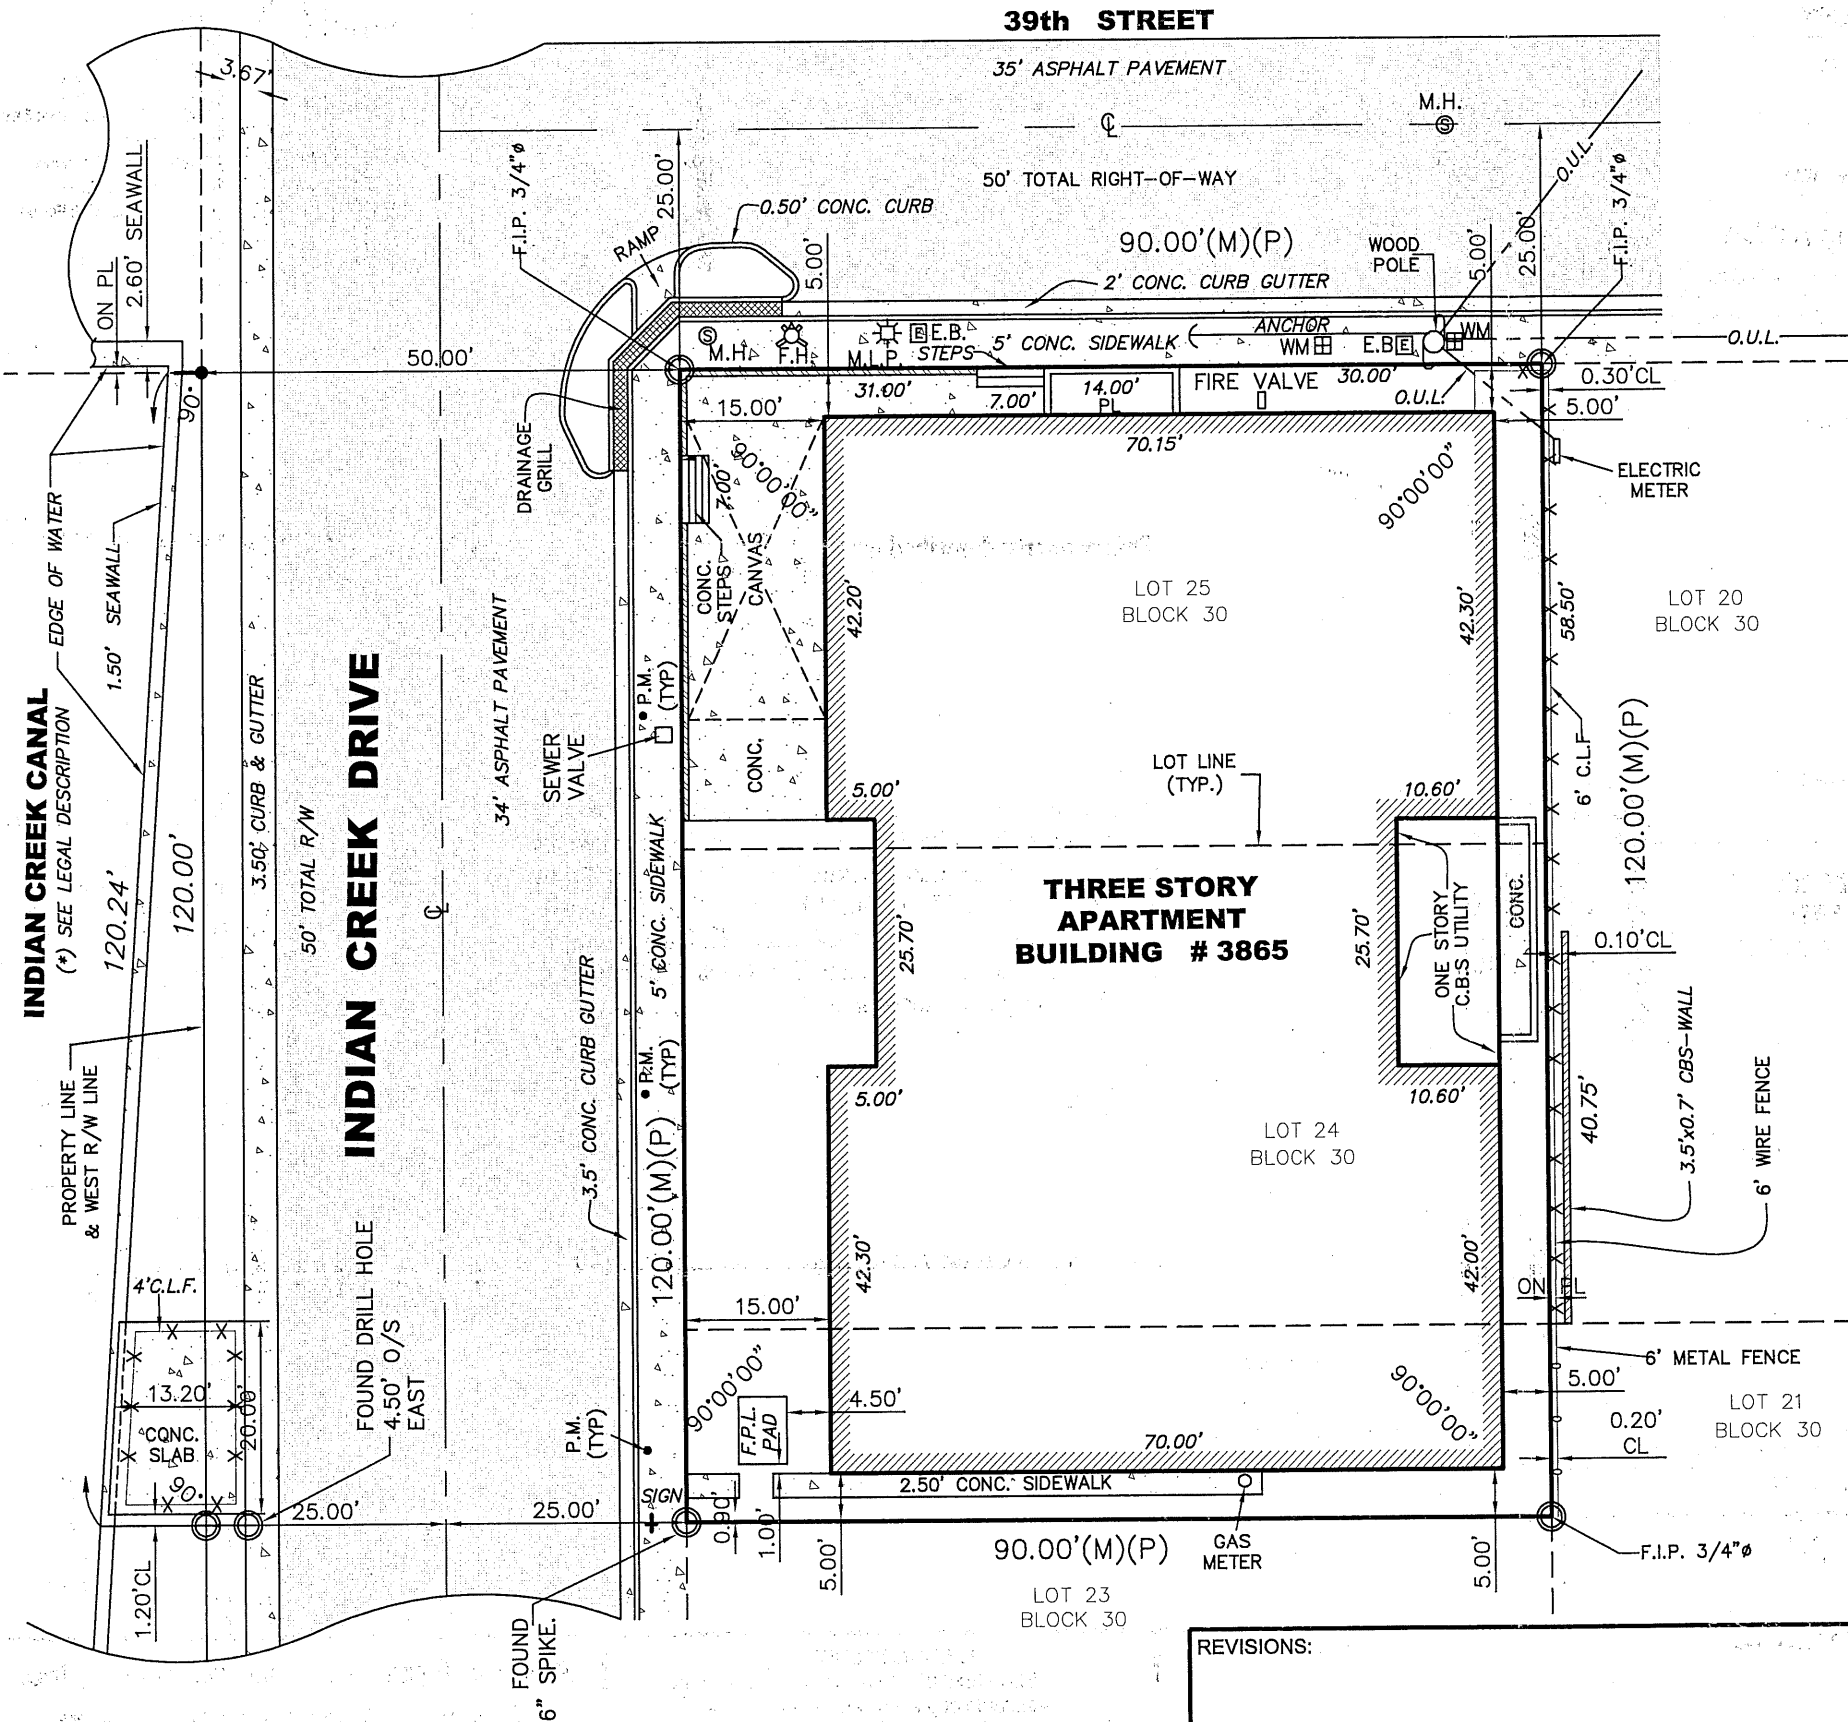 39th STREET
35' ASPHALT PAVEMENT
M.H.
S
℄
50' TOTAL RIGHT-OF-WAY
3.67'
2.60' SEAWALL
ON PL
F.I.P. 3/4"ø
25.00'
RAMP
0.50' CONC. CURB
5.00'
90.00'(M)(P)
WOOD
POLE
5.00'
25.00'
O.U.L.
F.I.P. 3/4"ø
2' CONC. CURB GUTTER
50.00'
90°
S
M.H.
F.H.
M.L.P.
E E.B.
STEPS
5' CONC. SIDEWALK
ANCHOR
WM
E.B E
WM
O.U.L.
31.00'
7.00'
14.00'
PL
FIRE VALVE
30.00'
O.U.L.
0.30'CL
5.00'
15.00'
70.15'
DRAINAGE
GRILL
7.00'
90°00'00"
90°00'00"
ELECTRIC
METER
EDGE OF WATER
1.50' SEAWALL
CONC.
STEPS
CANVAS
42.20'
LOT 25
BLOCK 30
42.30'
58.50'
LOT 20
BLOCK 30
INDIAN CREEK CANAL
(*) SEE LEGAL DESCRIPTION
120.24'
120.00'
3.50' CURB & GUTTER
50' TOTAL R/W
INDIAN CREEK DRIVE
℄
34' ASPHALT PAVEMENT
SEWER
VALVE
P.M.
(TYP)
CONC.
5.00'
LOT LINE
(TYP.)
10.60'
6' C.L.F
120.00'(M)(P)
5' CONC. SIDEWALK
25.70'
THREE STORY
APARTMENT
BUILDING # 3865
25.70'
ONE STORY
C.B.S UTILITY
CONC.
0.10'CL
3.5' CONC. CURB GUTTER
P.M.
(TYP)
5.00'
10.60'
40.75'
3.5'x0.7' CBS-WALL
6' WIRE FENCE
PROPERTY LINE
& WEST R/W LINE
120.00'(M)(P)
LOT 24
BLOCK 30
42.30'
42.00'
ON PL
4'C.L.F.
15.00'
FOUND DRILL HOLE
4.50' O/S
EAST
6' METAL FENCE
5.00'
LOT 21
BLOCK 30
13.20'
20.00'
CONC.
SLAB
90°
P.M.
(TYP)
90°00'00"
F.P.L.
PAD
4.50'
90°00'00"
0.20'
CL
70.00'
2.50' CONC. SIDEWALK
SIGN
25.00'
25.00'
0.90'
1.00'
5.00'
90.00'(M)(P)
GAS
METER
5.00'
F.I.P. 3/4"ø
1.20'CL
FOUND
6" SPIKE.
LOT 23
BLOCK 30
REVISIONS: